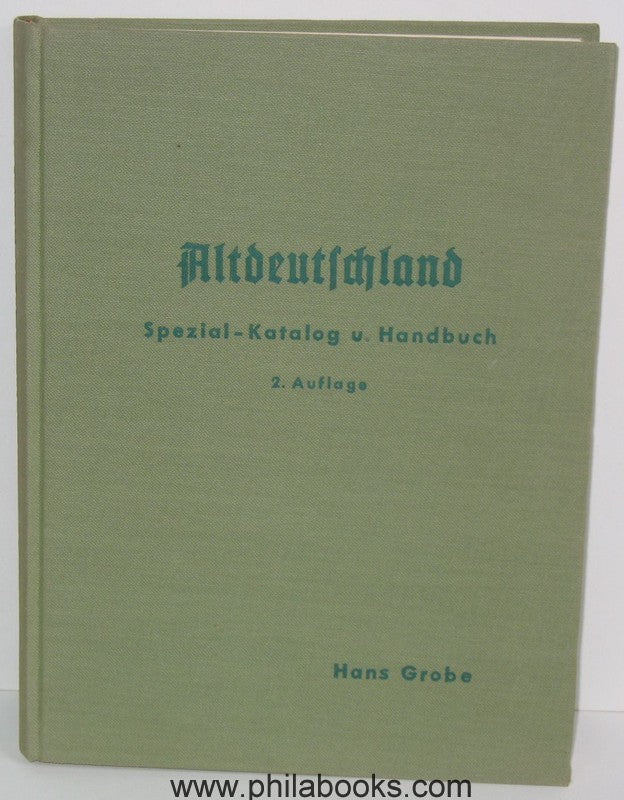 Altdeutſchland
Spezial-Katalog u. Handbuch
2. Auflage
Hans Grobe
www.philabooks.com